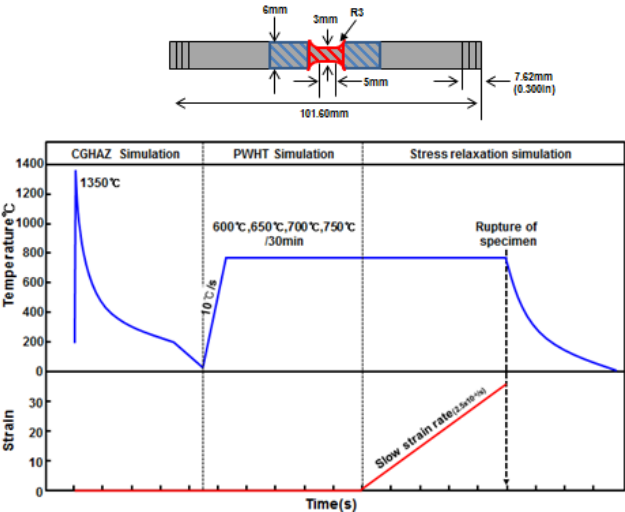 6mm
3mm
R3
5mm
7.62mm
(0.300in)
101.60mm
CGHAZ Simulation
PWHT Simulation
Stress relaxation simulation
1400
1200
1000
800
600
400
200
0
Temperature℃
1350℃
10℃/s
600℃,650℃,700℃,750℃
/30min
Rupture of
specimen
30
20
10
0
Strain
Slow strain rate
Time(s)